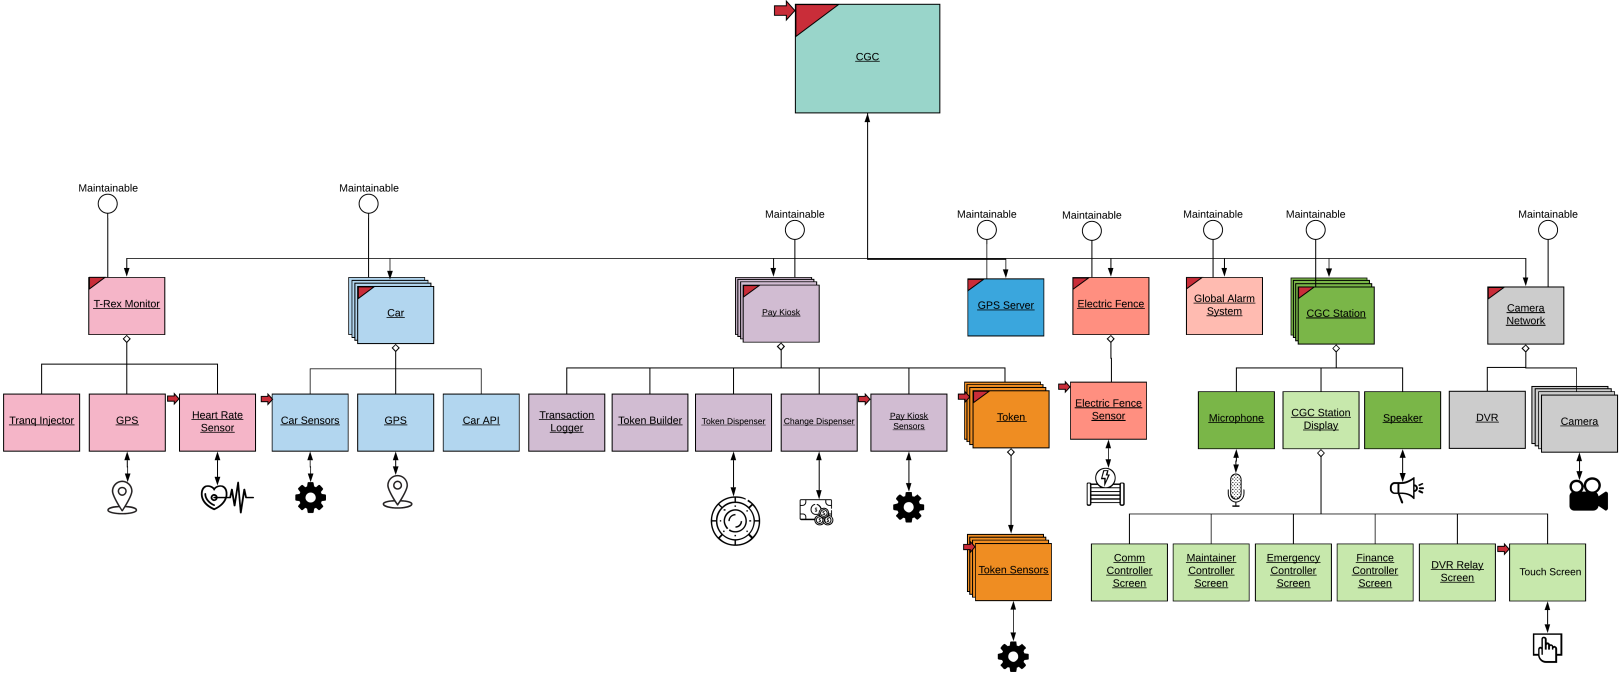 CGC
Maintainable
Maintainable
Maintainable
Maintainable
Maintainable
Maintainable
Maintainable
Maintainable
T-Rex Monitor
Car
Pay Kiosk
GPS Server
Electric Fence
Global Alarm
System
CGC Station
Camera
Network
Tranq Injector
GPS
Heart Rate
Sensor
Car Sensors
GPS
Car API
Transaction
Logger
Token Builder
Token Dispenser
Change Dispenser
Pay Kiosk
Sensors
Token
Electric Fence
Sensor
Microphone
CGC Station
Display
Speaker
DVR
Camera
Token Sensors
Comm
Controller
Screen
Maintainer
Controller
Screen
Emergency
Controller
Screen
Finance
Controller
Screen
DVR Relay
Screen
Touch Screen